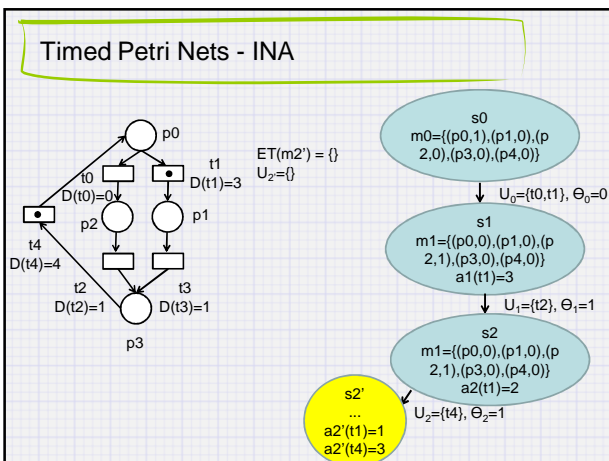 Timed Petri Nets - INA
p0
t0
D(t0)=0
t1
D(t1)=3
p2
p1
t4
D(t4)=4
t2
D(t2)=1
t3
D(t3)=1
p3
ET(m2’) = {}
U2’={}
s0
m0={(p0,1),(p1,0),(p
2,0),(p3,0),(p4,0)}
U0={t0,t1}, ϴ0=0
s1
m1={(p0,0),(p1,0),(p
2,1),(p3,0),(p4,0)}
a1(t1)=3
U1={t2}, ϴ1=1
s2
m1={(p0,0),(p1,0),(p
2,1),(p3,0),(p4,0)}
a2(t1)=2
U2={t4}, ϴ2=1
s2’
...
a2’(t1)=1
a2’(t4)=3